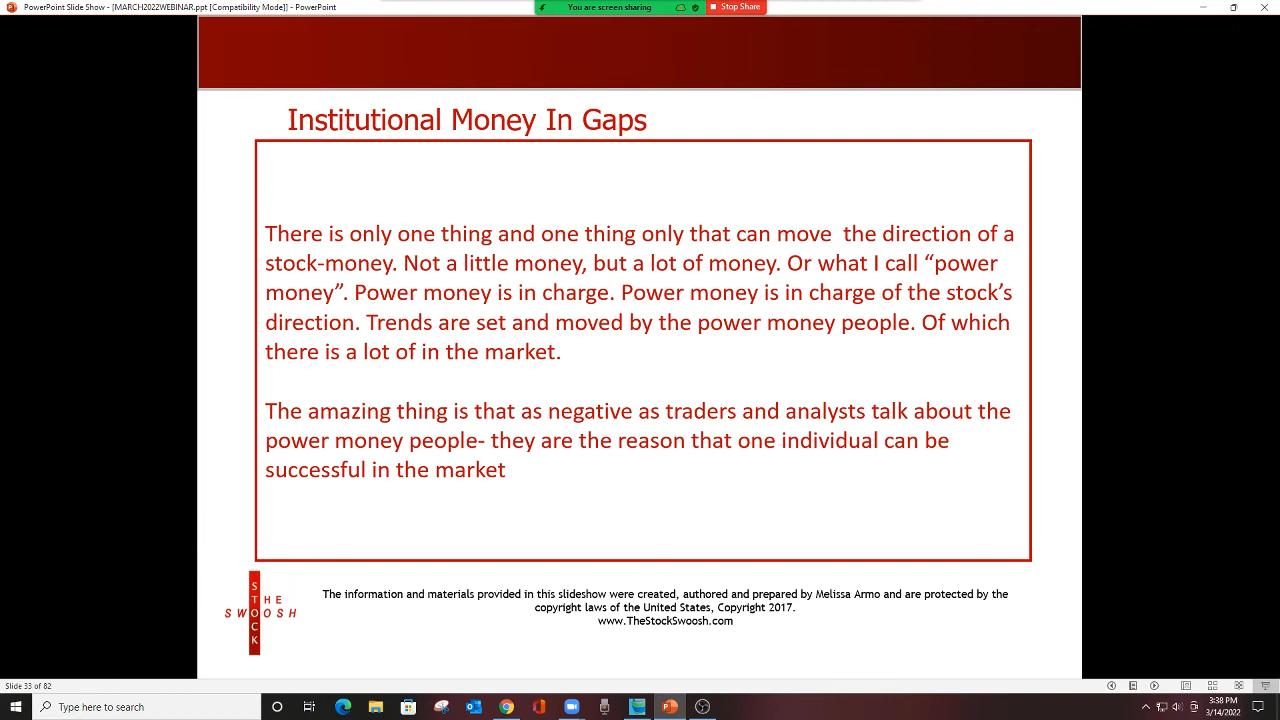 PowerPoint Slide Show - [MARCH2022WEBINAR.ppt [Compatibility Mode]] - PowerPoint
You are screen sharing
Stop Share
Institutional Money In Gaps
There is only one thing and one thing only that can move the direction of a
stock-money. Not a little money, but a lot of money. Or what I call “power
money”. Power money is in charge. Power money is in charge of the stock’s
direction. Trends are set and moved by the power money people. Of which
there is a lot of in the market.
The amazing thing is that as negative as traders and analysts talk about the
power money people- they are the reason that one individual can be
successful in the market
THE
STOCK
SWOOSH
The information and materials provided in this slideshow were created, authored and prepared by Melissa Armo and are protected by the
copyright laws of the United States, Copyright 2017.
www.TheStockSwoosh.com
Slide 33 of 82
Type here to search
3:38 PM
3/14/2022